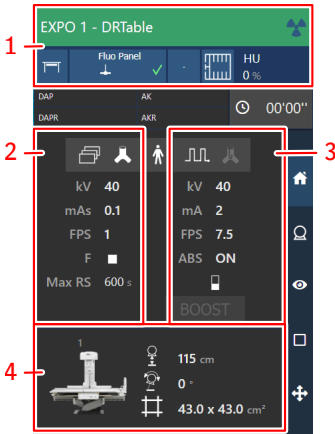 EXPO 1 - DRTable
1
Fluo Panel
HU
0 %
DAP
AK
00'00''
DAPR
AKR
2
3
kV 40
kV 40
mAs 0.1
mA 2
FPS 1
FPS 7.5
F
ABS ON
Max RS 600 s
BOOST
1
4
115 cm
0 °
43.0 x 43.0 cm²